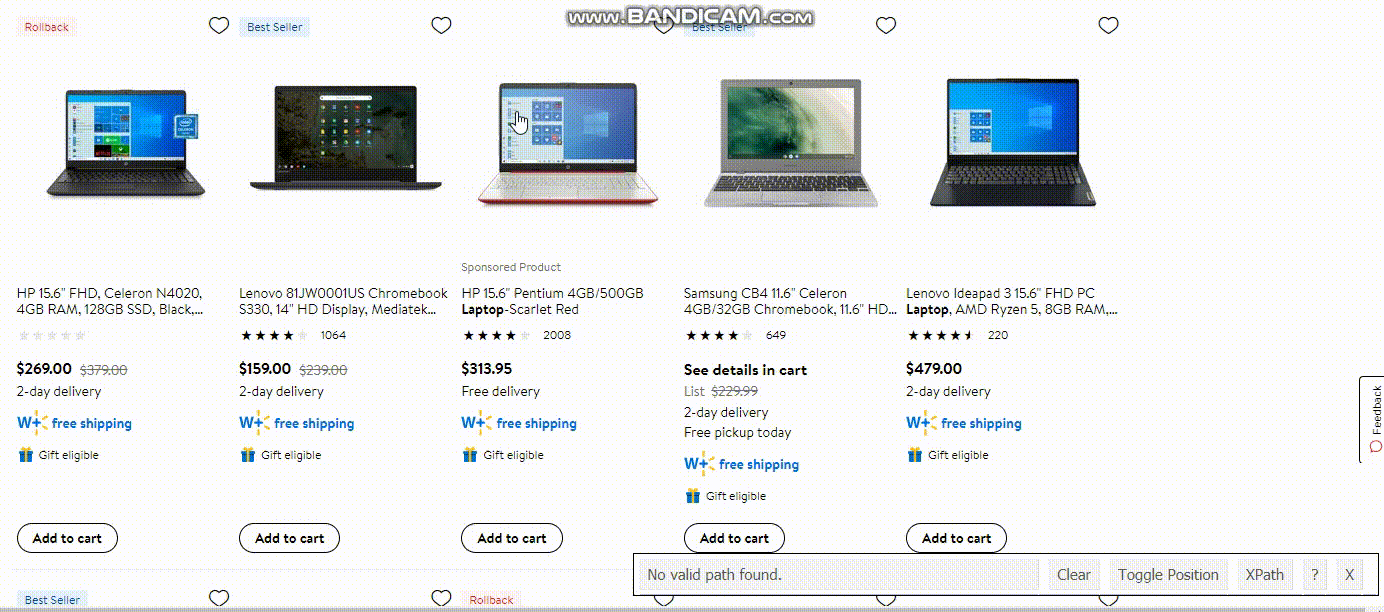 www.BANDICAM.com
Rollback
Best Seller
Best Seller
Sponsored Product
HP 15.6" FHD, Celeron N4020,
4GB RAM, 128GB SSD, Black,...
Lenovo 81JW0001US Chromebook
S330, 14" HD Display, Mediatek...
HP 15.6" Pentium 4GB/500GB
Laptop-Scarlet Red
Samsung CB4 11.6" Celeron
4GB/32GB Chromebook, 11.6" HD...
Lenovo Ideapad 3 15.6" FHD PC
Laptop, AMD Ryzen 5, 8GB RAM,...
1064
2008
649
220
$269.00 $379.00
2-day delivery
W+ free shipping
Gift eligible
$159.00 $239.00
2-day delivery
W+ free shipping
Gift eligible
$313.95
Free delivery
W+ free shipping
Gift eligible
See details in cart
List $229.99
2-day delivery
Free pickup today
W+ free shipping
Gift eligible
$479.00
2-day delivery
W+ free shipping
Gift eligible
Add to cart
Add to cart
Add to cart
Add to cart
Add to cart
Feedback
No valid path found. Clear Toggle Position XPath ? X
Best Seller
Rollback